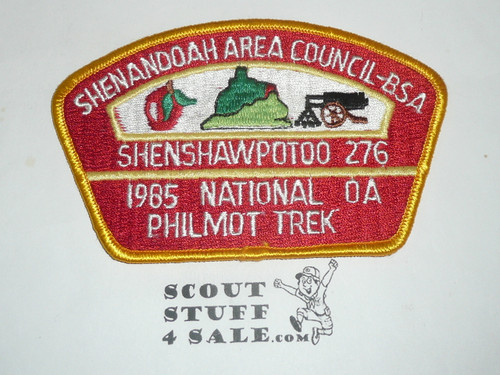 SHENANDOAH AREA COUNCIL-BSA
SHENSHAWPOTOO 276
1985 NATIONAL OA
PHILMOT TREK
SCOUT
STUFF
4 SALE.COM